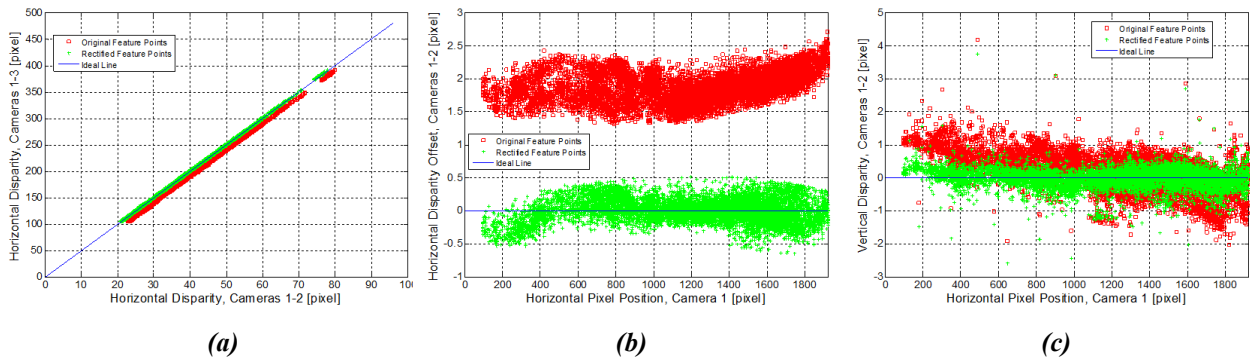 500
450
400
350
300
250
200
150
100
50
0
Horizontal Disparity, Cameras 1-3 [pixel]
Original Feature Points
Rectified Feature Points
Ideal Line
0 10 20 30 40 50 60 70 80 90 100
Horizontal Disparity, Cameras 1-2 [pixel]
(a)
3
2.5
2
1.5
1
0.5
0
-0.5
-1
Horizontal Disparity Offset, Cameras 1-2 [pixel]
Original Feature Points
Rectified Feature Points
Ideal Line
0 200 400 600 800 1000 1200 1400 1600 1800
Horizontal Pixel Position, Camera 1 [pixel]
(b)
5
4
3
2
1
0
-1
-2
-3
Vertical Disparity, Cameras 1-2 [pixel]
Original Feature Points
Rectified Feature Points
Ideal Line
0 200 400 600 800 1000 1200 1400 1600 1800
Horizontal Pixel Position, Camera 1 [pixel]
(c)